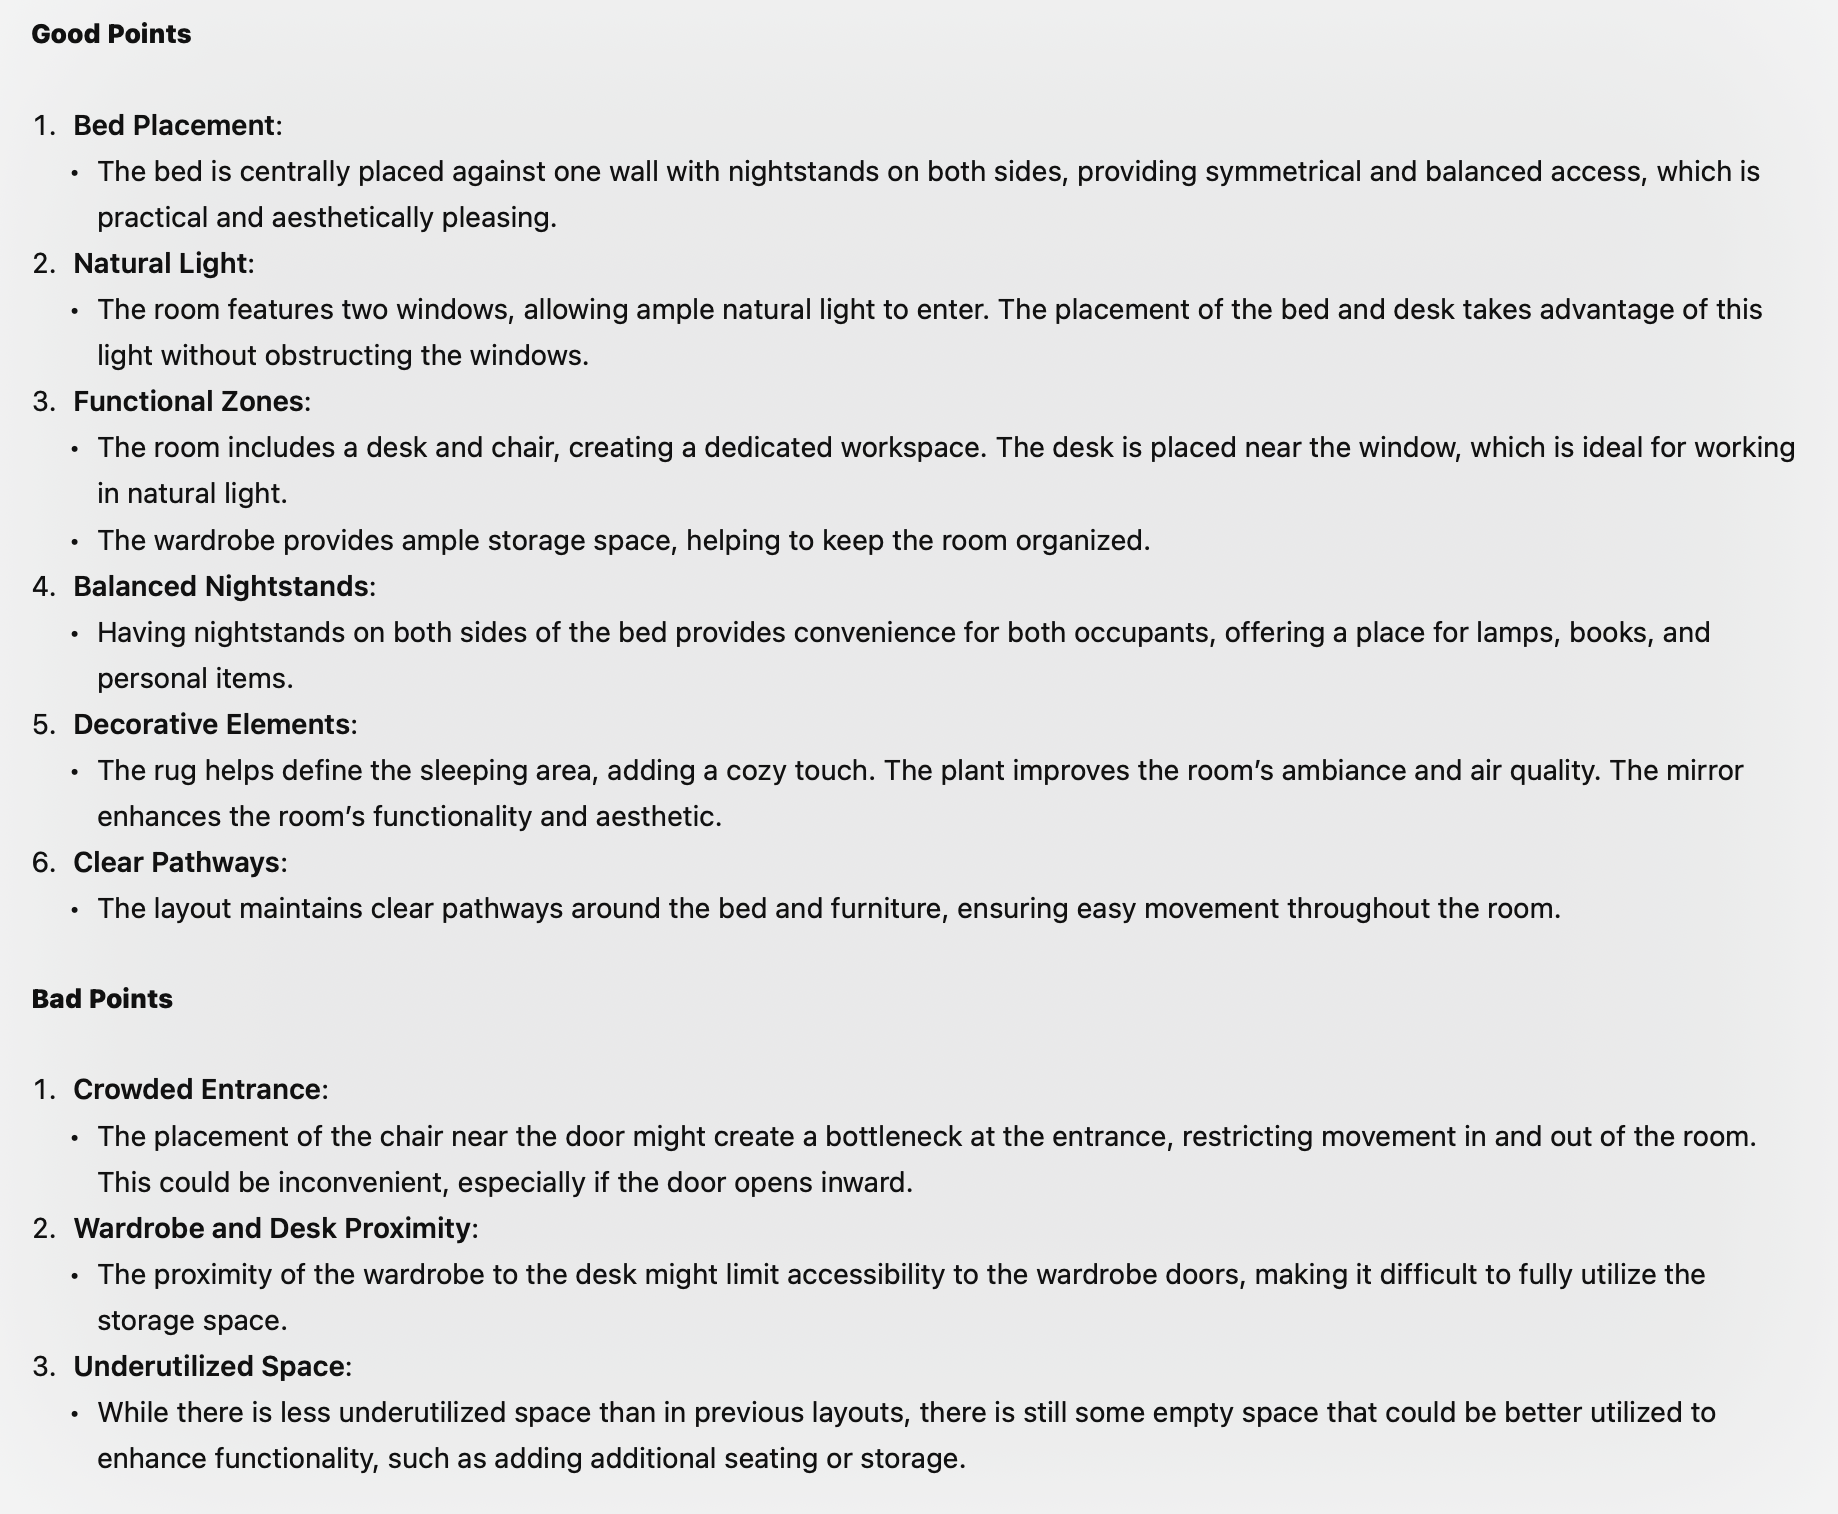 Good Points
1. Bed Placement:
• The bed is centrally placed against one wall with nightstands on both sides, providing symmetrical and balanced access, which is
practical and aesthetically pleasing.
2. Natural Light:
• The room features two windows, allowing ample natural light to enter. The placement of the bed and desk takes advantage of this
light without obstructing the windows.
3. Functional Zones:
• The room includes a desk and chair, creating a dedicated workspace. The desk is placed near the window, which is ideal for working
in natural light.
• The wardrobe provides ample storage space, helping to keep the room organized.
4. Balanced Nightstands:
• Having nightstands on both sides of the bed provides convenience for both occupants, offering a place for lamps, books, and
personal items.
5. Decorative Elements:
• The rug helps define the sleeping area, adding a cozy touch. The plant improves the room’s ambiance and air quality. The mirror
enhances the room’s functionality and aesthetic.
6. Clear Pathways:
• The layout maintains clear pathways around the bed and furniture, ensuring easy movement throughout the room.
Bad Points
1. Crowded Entrance:
• The placement of the chair near the door might create a bottleneck at the entrance, restricting movement in and out of the room.
This could be inconvenient, especially if the door opens inward.
2. Wardrobe and Desk Proximity:
• The proximity of the wardrobe to the desk might limit accessibility to the wardrobe doors, making it difficult to fully utilize the
storage space.
3. Underutilized Space:
• While there is less underutilized space than in previous layouts, there is still some empty space that could be better utilized to
enhance functionality, such as adding additional seating or storage.